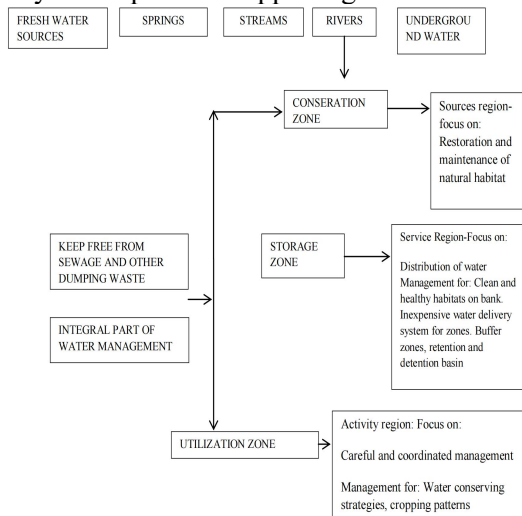 FRESH WATER
SOURCES
SPRINGS
STREAMS
RIVERS
UNDERGROU
ND WATER
CONSERATION
ZONE
Sources region-
focus on:
Restoration and
maintenance of
natural habitat
KEEP FREE FROM
SEWAGE AND OTHER
DUMPING WASTE
STORAGE
ZONE
Service Region-Focus on:
Distribution of water
Management for: Clean and
healthy habitats on bank.
Inexpensive water delivery
system for zones. Buffer
zones, retention and
detention basin
INTEGRAL PART OF
WATER MANAGEMENT
UTILIZATION ZONE
Activity region: Focus on:
Careful and coordinated management
Management for: Water conserving
strategies, cropping patterns